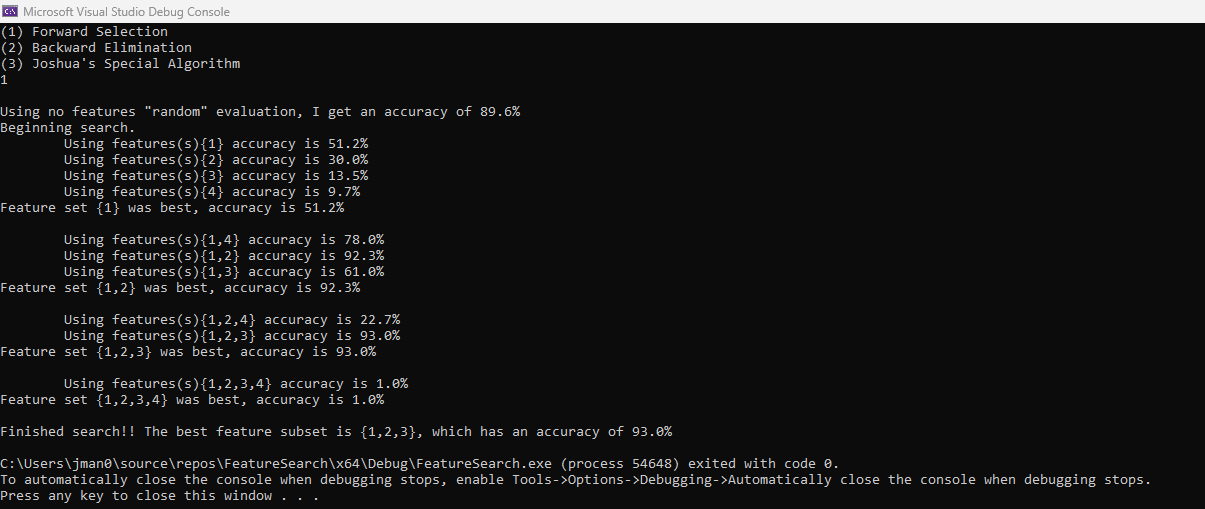 Microsoft Visual Studio Debug Console
(1) Forward Selection
(2) Backward Elimination
(3) Joshua's Special Algorithm
1
Using no features "random" evaluation, I get an accuracy of 89.6%
Beginning search.
Using features(s){1} accuracy is 51.2%
Using features(s){2} accuracy is 30.0%
Using features(s){3} accuracy is 13.5%
Using features(s){4} accuracy is 9.7%
Feature set {1} was best, accuracy is 51.2%
Using features(s){1,4} accuracy is 78.0%
Using features(s){1,2} accuracy is 92.3%
Using features(s){1,3} accuracy is 61.0%
Feature set {1,2} was best, accuracy is 92.3%
Using features(s){1,2,4} accuracy is 22.7%
Using features(s){1,2,3} accuracy is 93.0%
Feature set {1,2,3} was best, accuracy is 93.0%
Using features(s){1,2,3,4} accuracy is 1.0%
Feature set {1,2,3,4} was best, accuracy is 1.0%
Finished search!! The best feature subset is {1,2,3}, which has an accuracy of 93.0%
C:\Users\jman0\source\repos\FeatureSearch\x64\Debug\FeatureSearch.exe (process 54648) exited with code 0.
To automatically close the console when debugging stops, enable Tools->Options->Debugging->Automatically close the console when debugging stops.
Press any key to close this window . . .